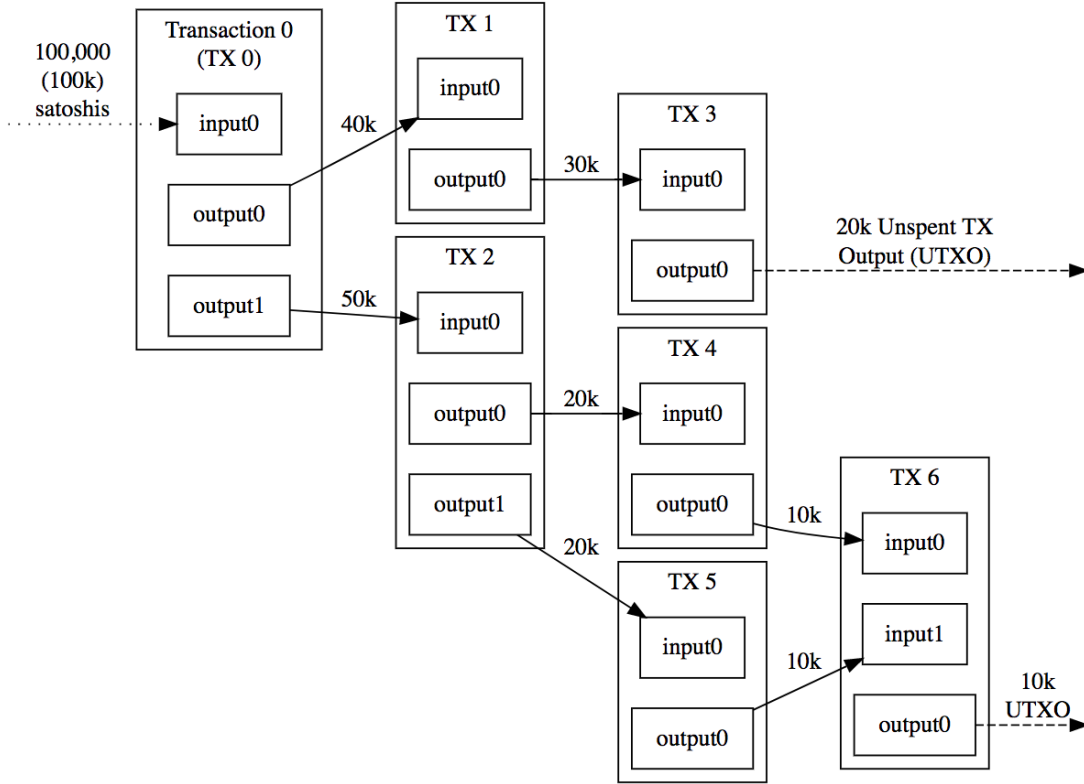 100,000
(100k)
satoshis
Transaction 0
(TX 0)
input0
output0
output1
40k
50k
TX 1
input0
output0
30k
TX 2
input0
output0
output1
20k
20k
TX 3
input0
output0
20k Unspent TX
Output (UTXO)
TX 4
input0
output0
10k
TX 5
input0
output0
10k
TX 6
input0
input1
output0
10k
UTXO